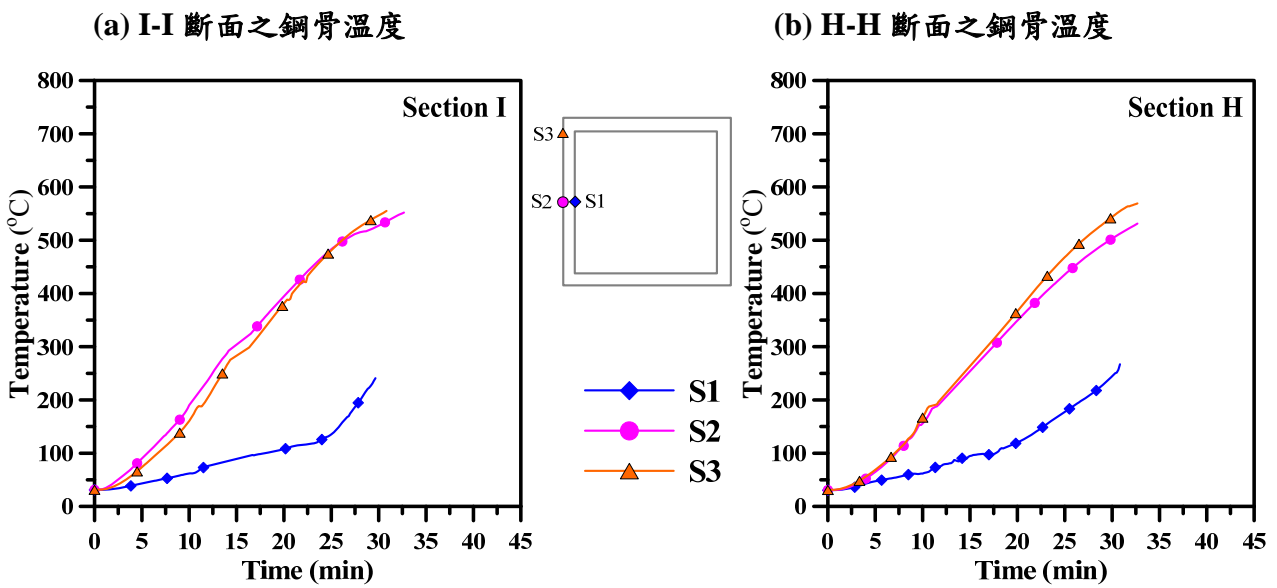 (a) I-I 斷面之鋼骨溫度
(b) H-H 斷面之鋼骨溫度
800
700
600
500
400
300
200
100
0
Temperature (°C)
Section I
0 5 10 15 20 25 30 35 40 45
Time (min)
S3
S2
S1
S1
S2
S3
800
700
600
500
400
300
200
100
0
Temperature (°C)
Section H
0 5 10 15 20 25 30 35 40 45
Time (min)